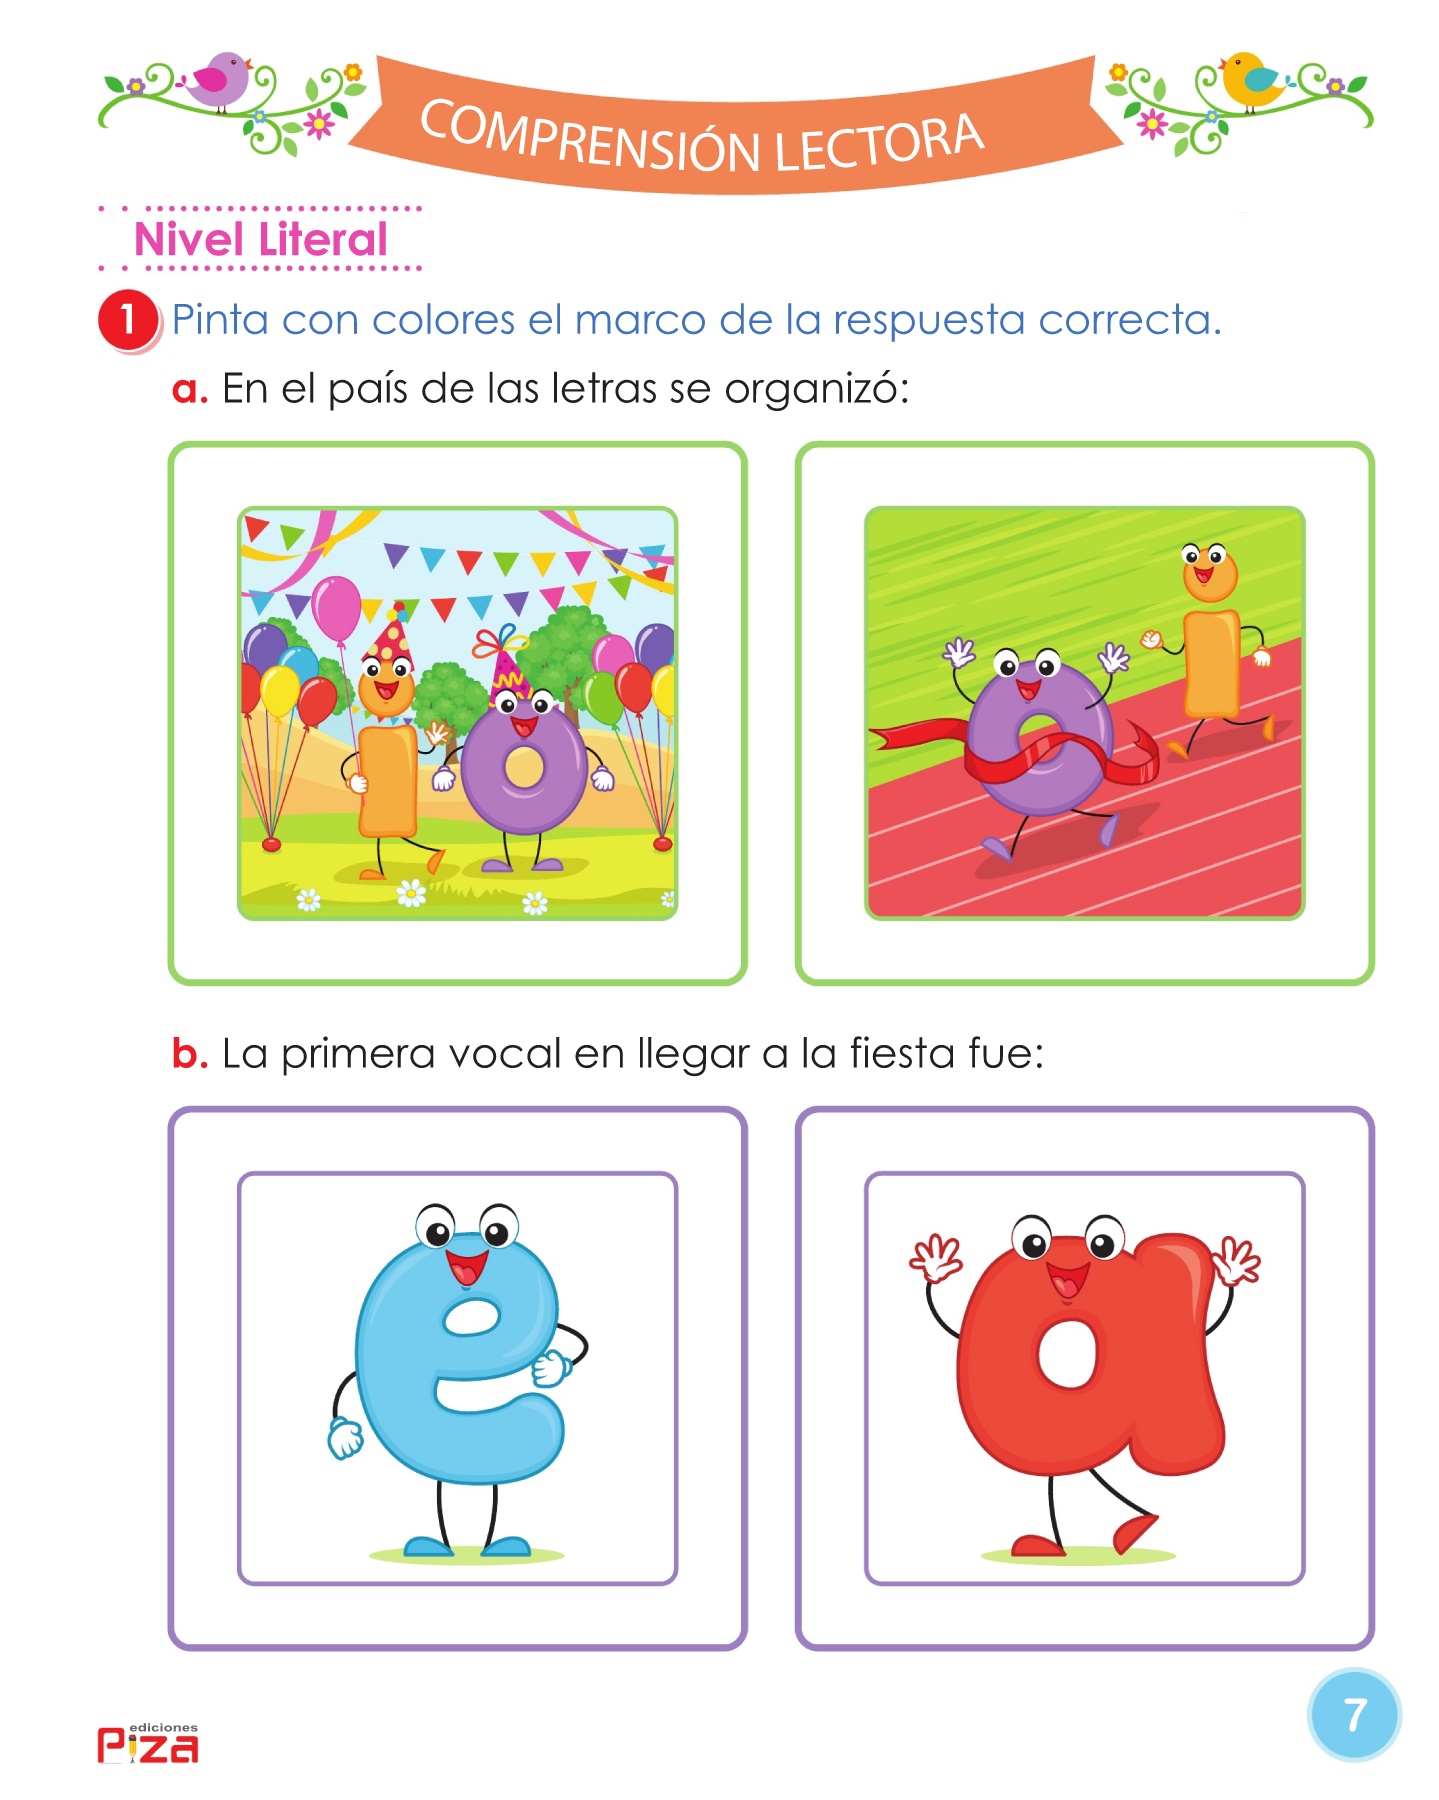 COMPRENSIÓN LECTORA
Nivel Literal
1 Pinta con colores el marco de la respuesta correcta.
a. En el país de las letras se organizó:
b. La primera vocal en llegar a la fiesta fue:
e a
7
ediciones
Piza